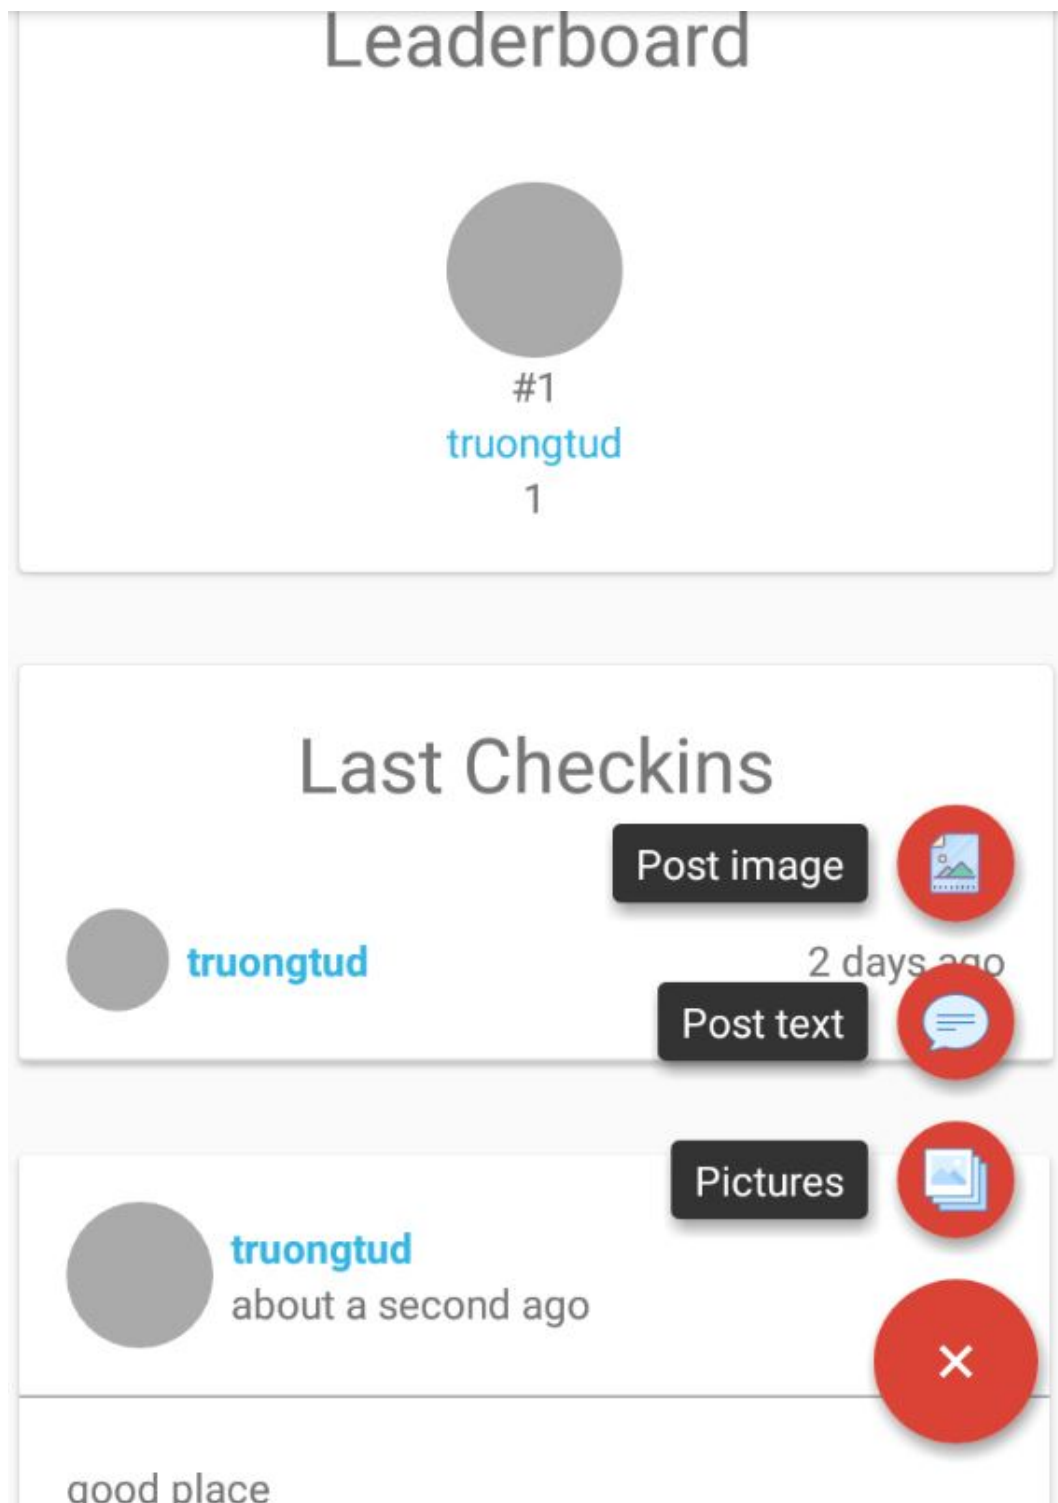 Leaderboard
#1
truongtud
1
Last Checkins
Post image
truongtud
2 days ago
Post text
Pictures
truongtud
about a second ago
good place